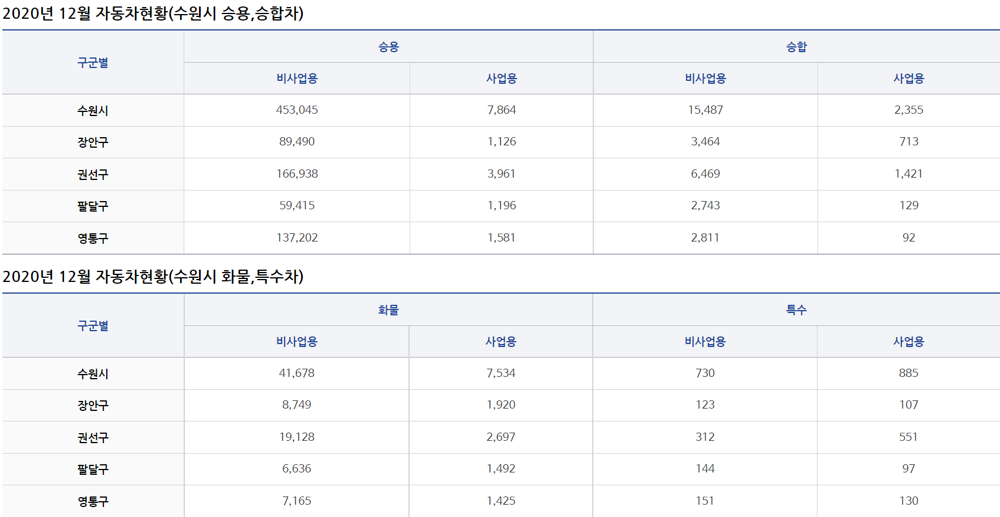 2020년 12월 자동차현황(수원시 승용,승합차)
구군별 승용 승합
비사업용 사업용 비사업용 사업용
수원시 453,045 7,864 15,487 2,355
장안구 89,490 1,126 3,464 713
권선구 166,938 3,961 6,469 1,421
팔달구 59,415 1,196 2,743 129
영통구 137,202 1,581 2,811 92
2020년 12월 자동차현황(수원시 화물,특수차)
구군별 화물 특수
비사업용 사업용 비사업용 사업용
수원시 41,678 7,534 730 885
장안구 8,749 1,920 123 107
권선구 19,128 2,697 312 551
팔달구 6,636 1,492 144 97
영통구 7,165 1,425 151 130